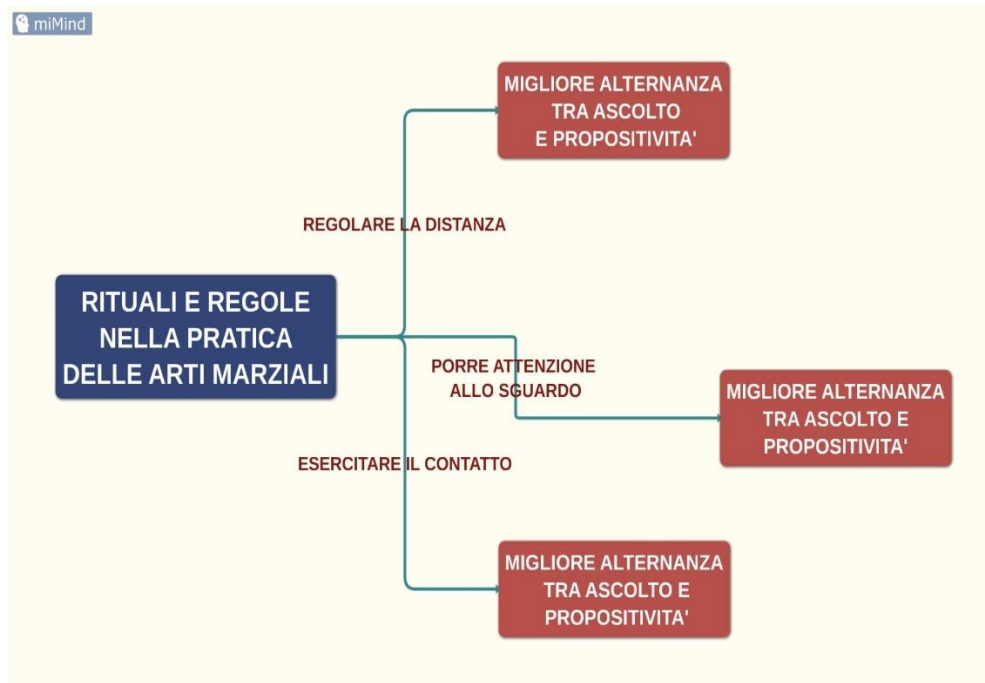 miMind
MIGLIORE ALTERNANZA
TRA ASCOLTO
E PROPOSITIVITA'
REGOLARE LA DISTANZA
RITUALI E REGOLE
NELLA PRATICA
DELLE ARTI MARZIALI
PORRE ATTENZIONE
ALLO SGUARDO
MIGLIORE ALTERNANZA
TRA ASCOLTO E
PROPOSITIVITA'
ESERCITARE IL CONTATTO
MIGLIORE ALTERNANZA
TRA ASCOLTO E
PROPOSITIVITA'